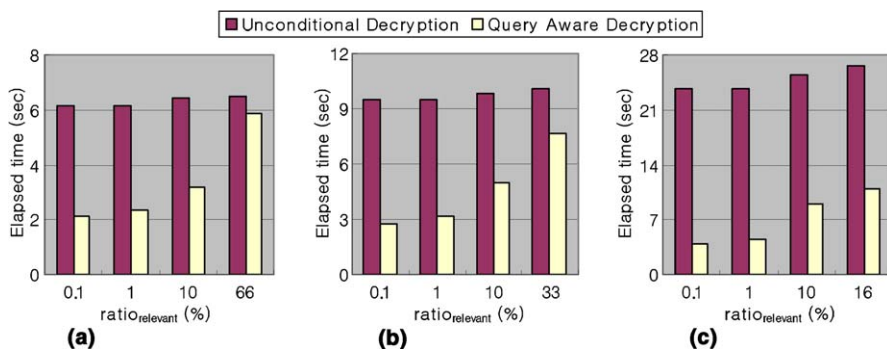 Unconditional Decryption Query Aware Decryption
Elapsed time (sec)
8
6
4
2
0
0.1 1 10 66
ratiorelevant (%)
(a)
Elapsed time (sec)
12
9
6
3
0
0.1 1 10 33
ratiorelevant (%)
(b)
Elapsed time (sec)
28
21
14
7
0
0.1 1 10 16
ratiorelevant (%)
(c)